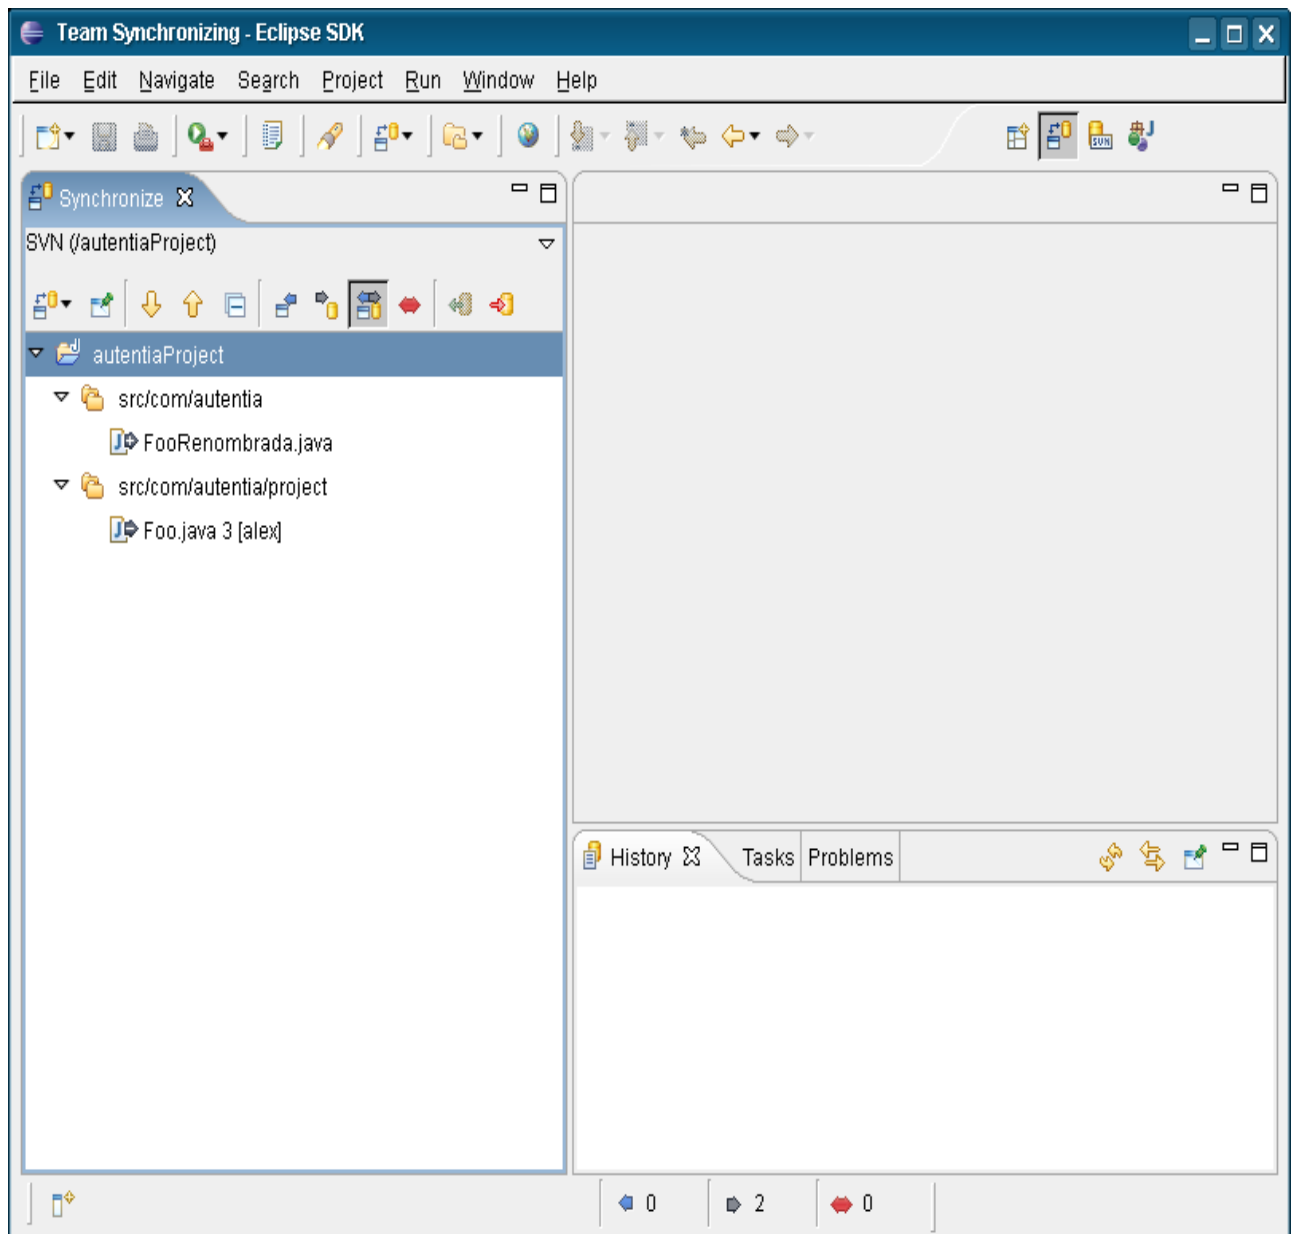 Team Synchronizing - Eclipse SDK
File Edit Navigate Search Project Run Window Help
SVN J
Synchronize
SVN (/autentiaProject)
autentiaProject
src/com/autentia
FooRenombrada.java
src/com/autentia/project
Foo.java 3 [alex]
History Tasks Problems
0 2 0